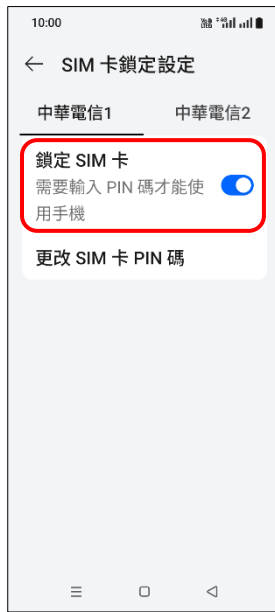 10:00
SIM 卡鎖定設定
中華電信1 中華電信2
鎖定 SIM 卡
需要輸入 PIN 碼才能使
用手機
更改 SIM 卡 PIN 碼